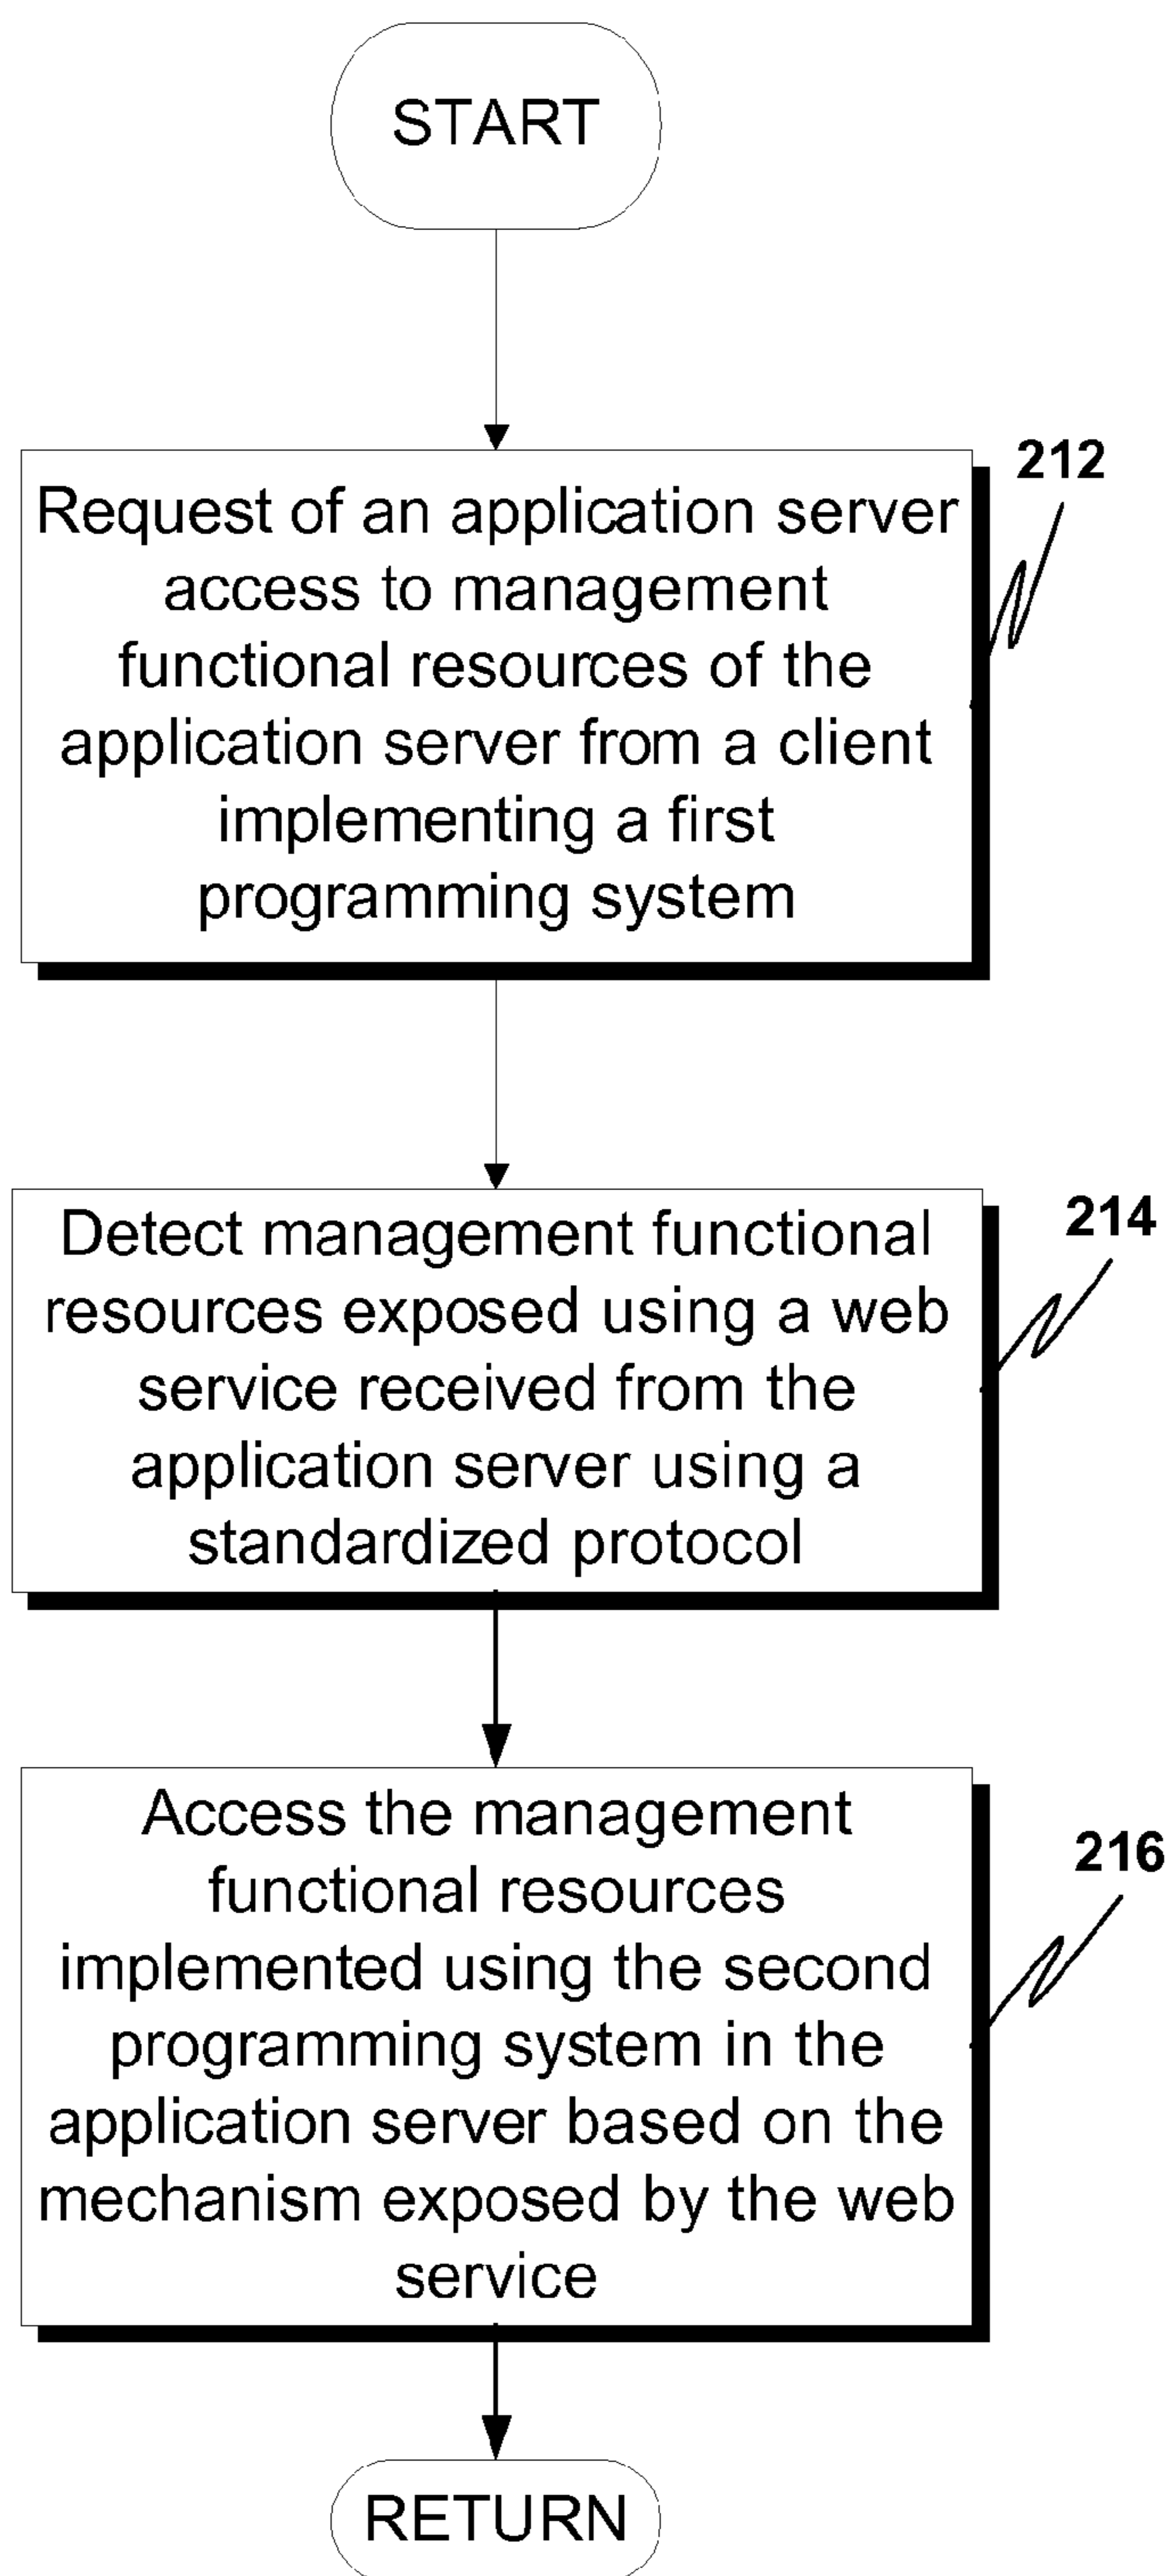 START
212
Request of an application server
access to management
functional resources of the
application server from a client
implementing a first
programming system
214
Detect management functional
resources exposed using a web
service received from the
application server using a
standardized protocol
216
Access the management
functional resources
implemented using the second
programming system in the
application server based on the
mechanism exposed by the web
service
RETURN